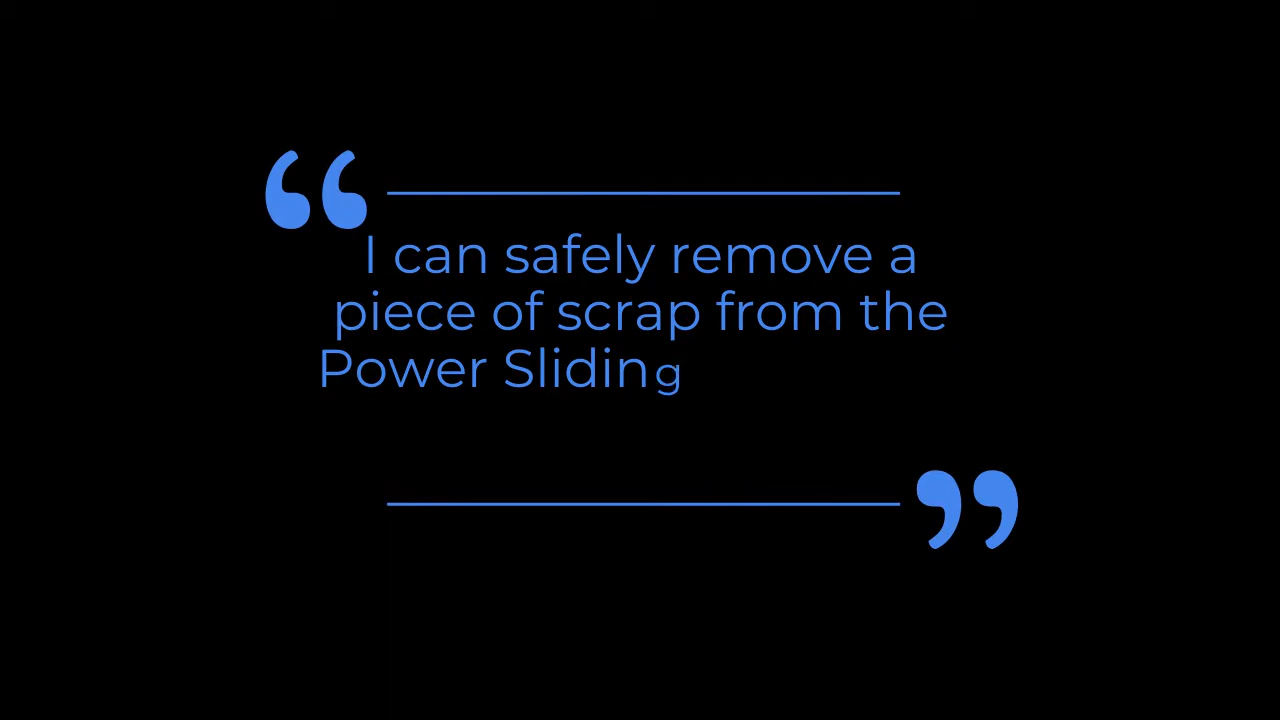 “
I can safely remove a
piece of scrap from the
Power Sliding
”